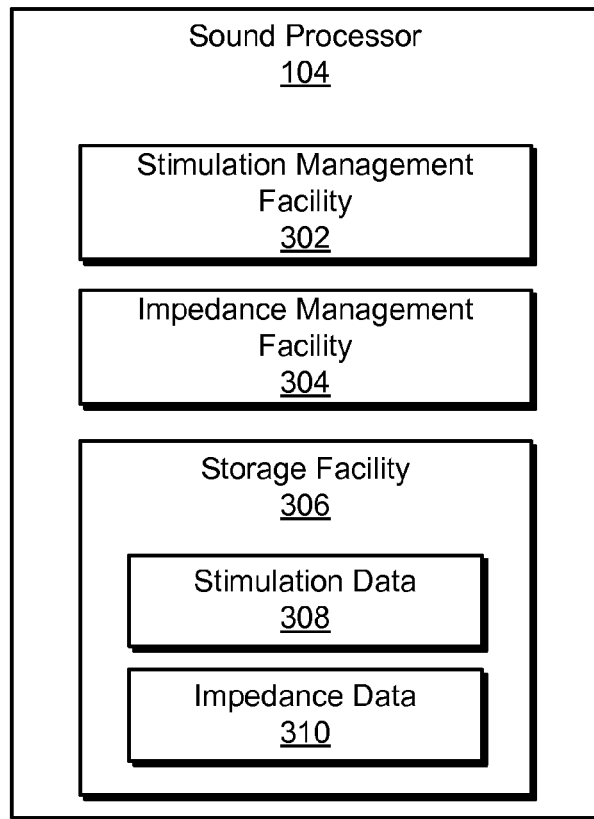 Sound Processor
104
Stimulation Management
Facility
302
Impedance Management
Facility
304
Storage Facility
306
Stimulation Data
308
Impedance Data
310